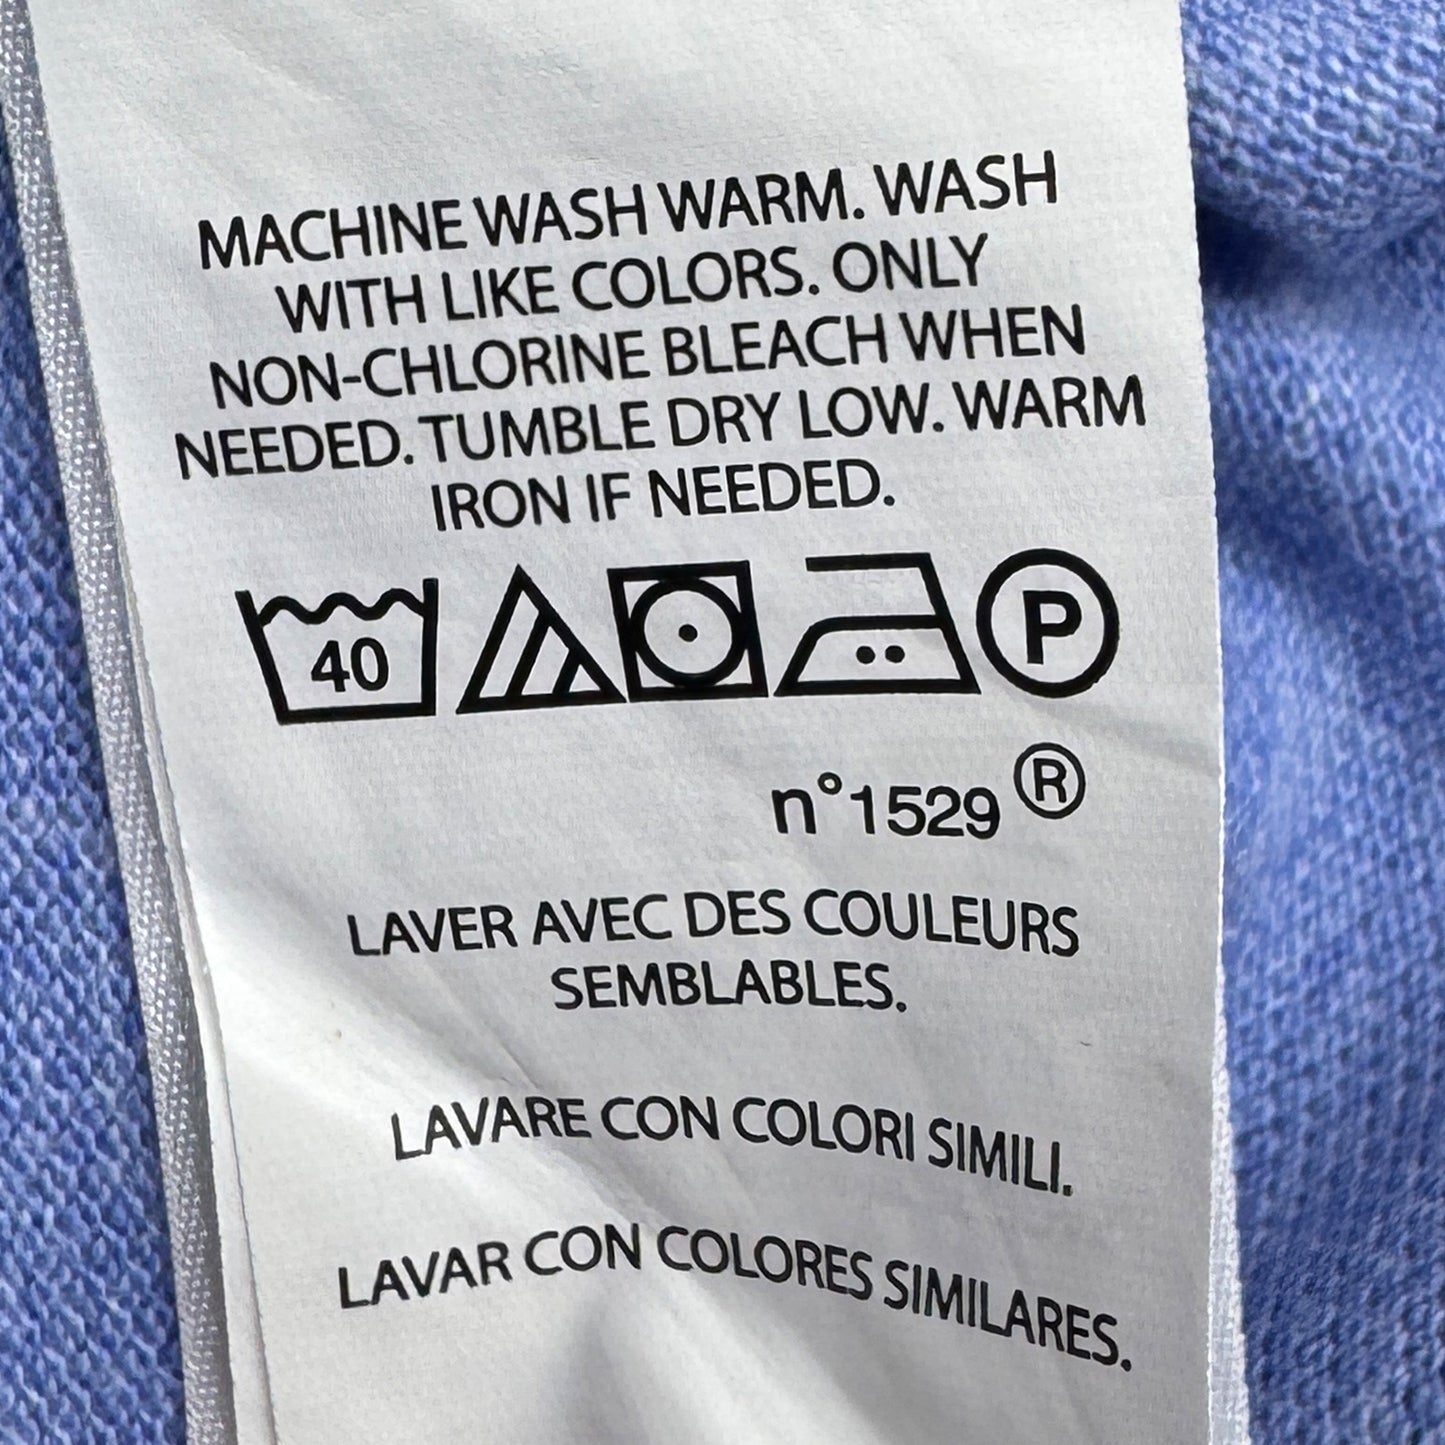 MACHINE WASH WARM. WASH
WITH LIKE COLORS. ONLY
NON-CHLORINE BLEACH WHEN
NEEDED. TUMBLE DRY LOW. WARM
IRON IF NEEDED.
40 P
n°1529 ®
LAVER AVEC DES COULEURS
SEMBLABLES.
LAVARE CON COLORI SIMILI.
LAVAR CON COLORES SIMILARES.